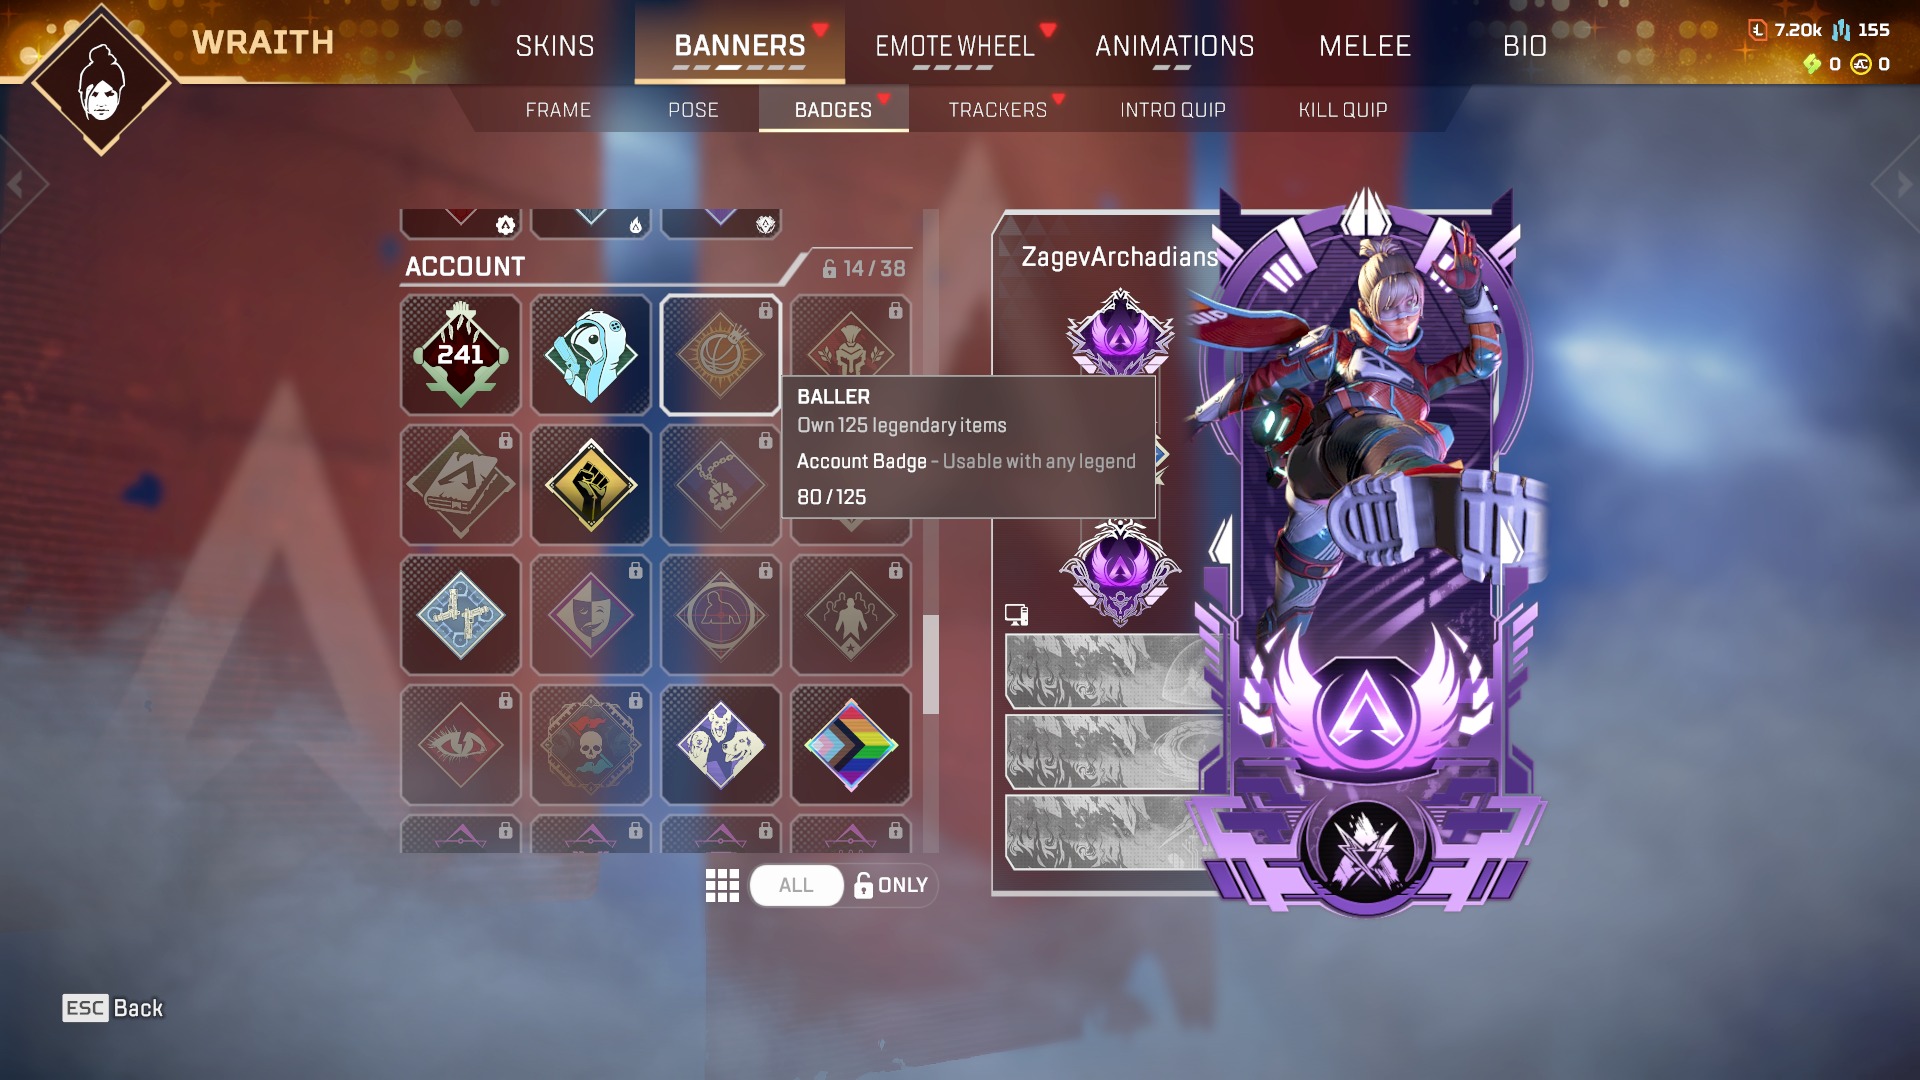 WRAITH
SKINS
BANNERS
EMOTE WHEEL
ANIMATIONS
MELEE
BIO
7.20k 155
0 0
FRAME
POSE
BADGES
TRACKERS
INTRO QUIP
KILL QUIP
ACCOUNT
14/38
ZagevArchadians
241
BALLER
Own 125 legendary items
Account Badge - Usable with any legend
80/125
ALL
ONLY
ESC Back